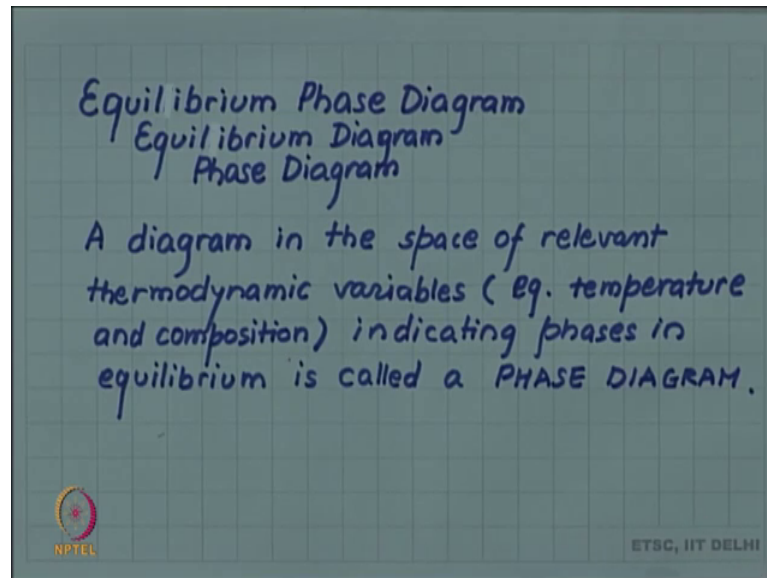 Equilibrium Phase Diagram
/ Equilibrium Diagram
/ Phase Diagram
A diagram in the space of relevant
thermodynamic variables ( eg. temperature
and composition) indicating phases in
equilibrium is called a PHASE DIAGRAM.
NPTEL
ETSC, IIT DELHI